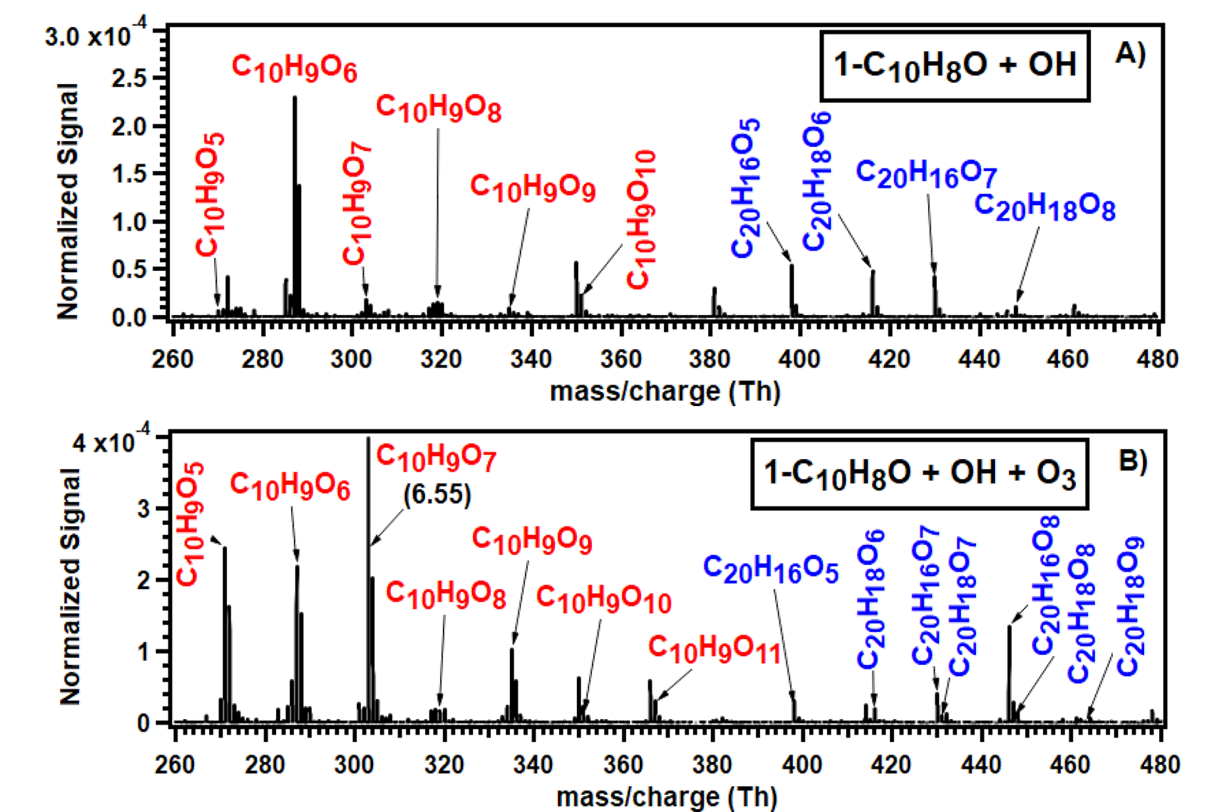 3.0 x10⁻⁴
2.5
2.0
1.5
1.0
0.5
0.0
Normalized Signal
C₁₀H₉O₅
C₁₀H₉O₆
C₁₀H₉O₇
C₁₀H₉O₈
C₁₀H₉O₉
C₁₀H₉O₁₀
C₂₀H₁₆O₅
C₂₀H₁₈O₆
C₂₀H₁₆O₇
C₂₀H₁₈O₈
1-C₁₀H₈O + OH
A)
260 280 300 320 340 360 380 400 420 440 460 480
mass/charge (Th)
4 x10⁻⁴
3
2
1
0
Normalized Signal
C₁₀H₉O₅
C₁₀H₉O₆
C₁₀H₉O₇
(6.55)
C₁₀H₉O₈
C₁₀H₉O₉
C₁₀H₉O₁₀
C₁₀H₉O₁₁
C₂₀H₁₆O₅
C₂₀H₁₈O₆
C₂₀H₁₆O₇
C₂₀H₁₈O₇
C₂₀H₁₆O₈
C₂₀H₁₈O₈
C₂₀H₁₈O₉
1-C₁₀H₈O + OH + O₃
B)
260 280 300 320 340 360 380 400 420 440 460 480
mass/charge (Th)